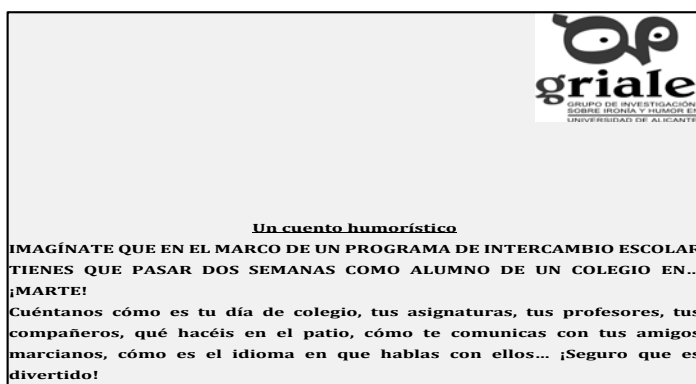 griale
GRUPO DE INVESTIGACIÓN
SOBRE IRONÍA Y HUMOR EN
UNIVERSIDAD DE ALICANTE
Un cuento humorístico
IMAGÍNATE QUE EN EL MARCO DE UN PROGRAMA DE INTERCAMBIO ESCOLAR
TIENES QUE PASAR DOS SEMANAS COMO ALUMNO DE UN COLEGIO EN…
¡MARTE!
Cuéntanos cómo es tu día de colegio, tus asignaturas, tus profesores, tus
compañeros, qué hacéis en el patio, cómo te comunicas con tus amigos
marcianos, cómo es el idioma en que hablas con ellos… ¡Seguro que es
divertido!